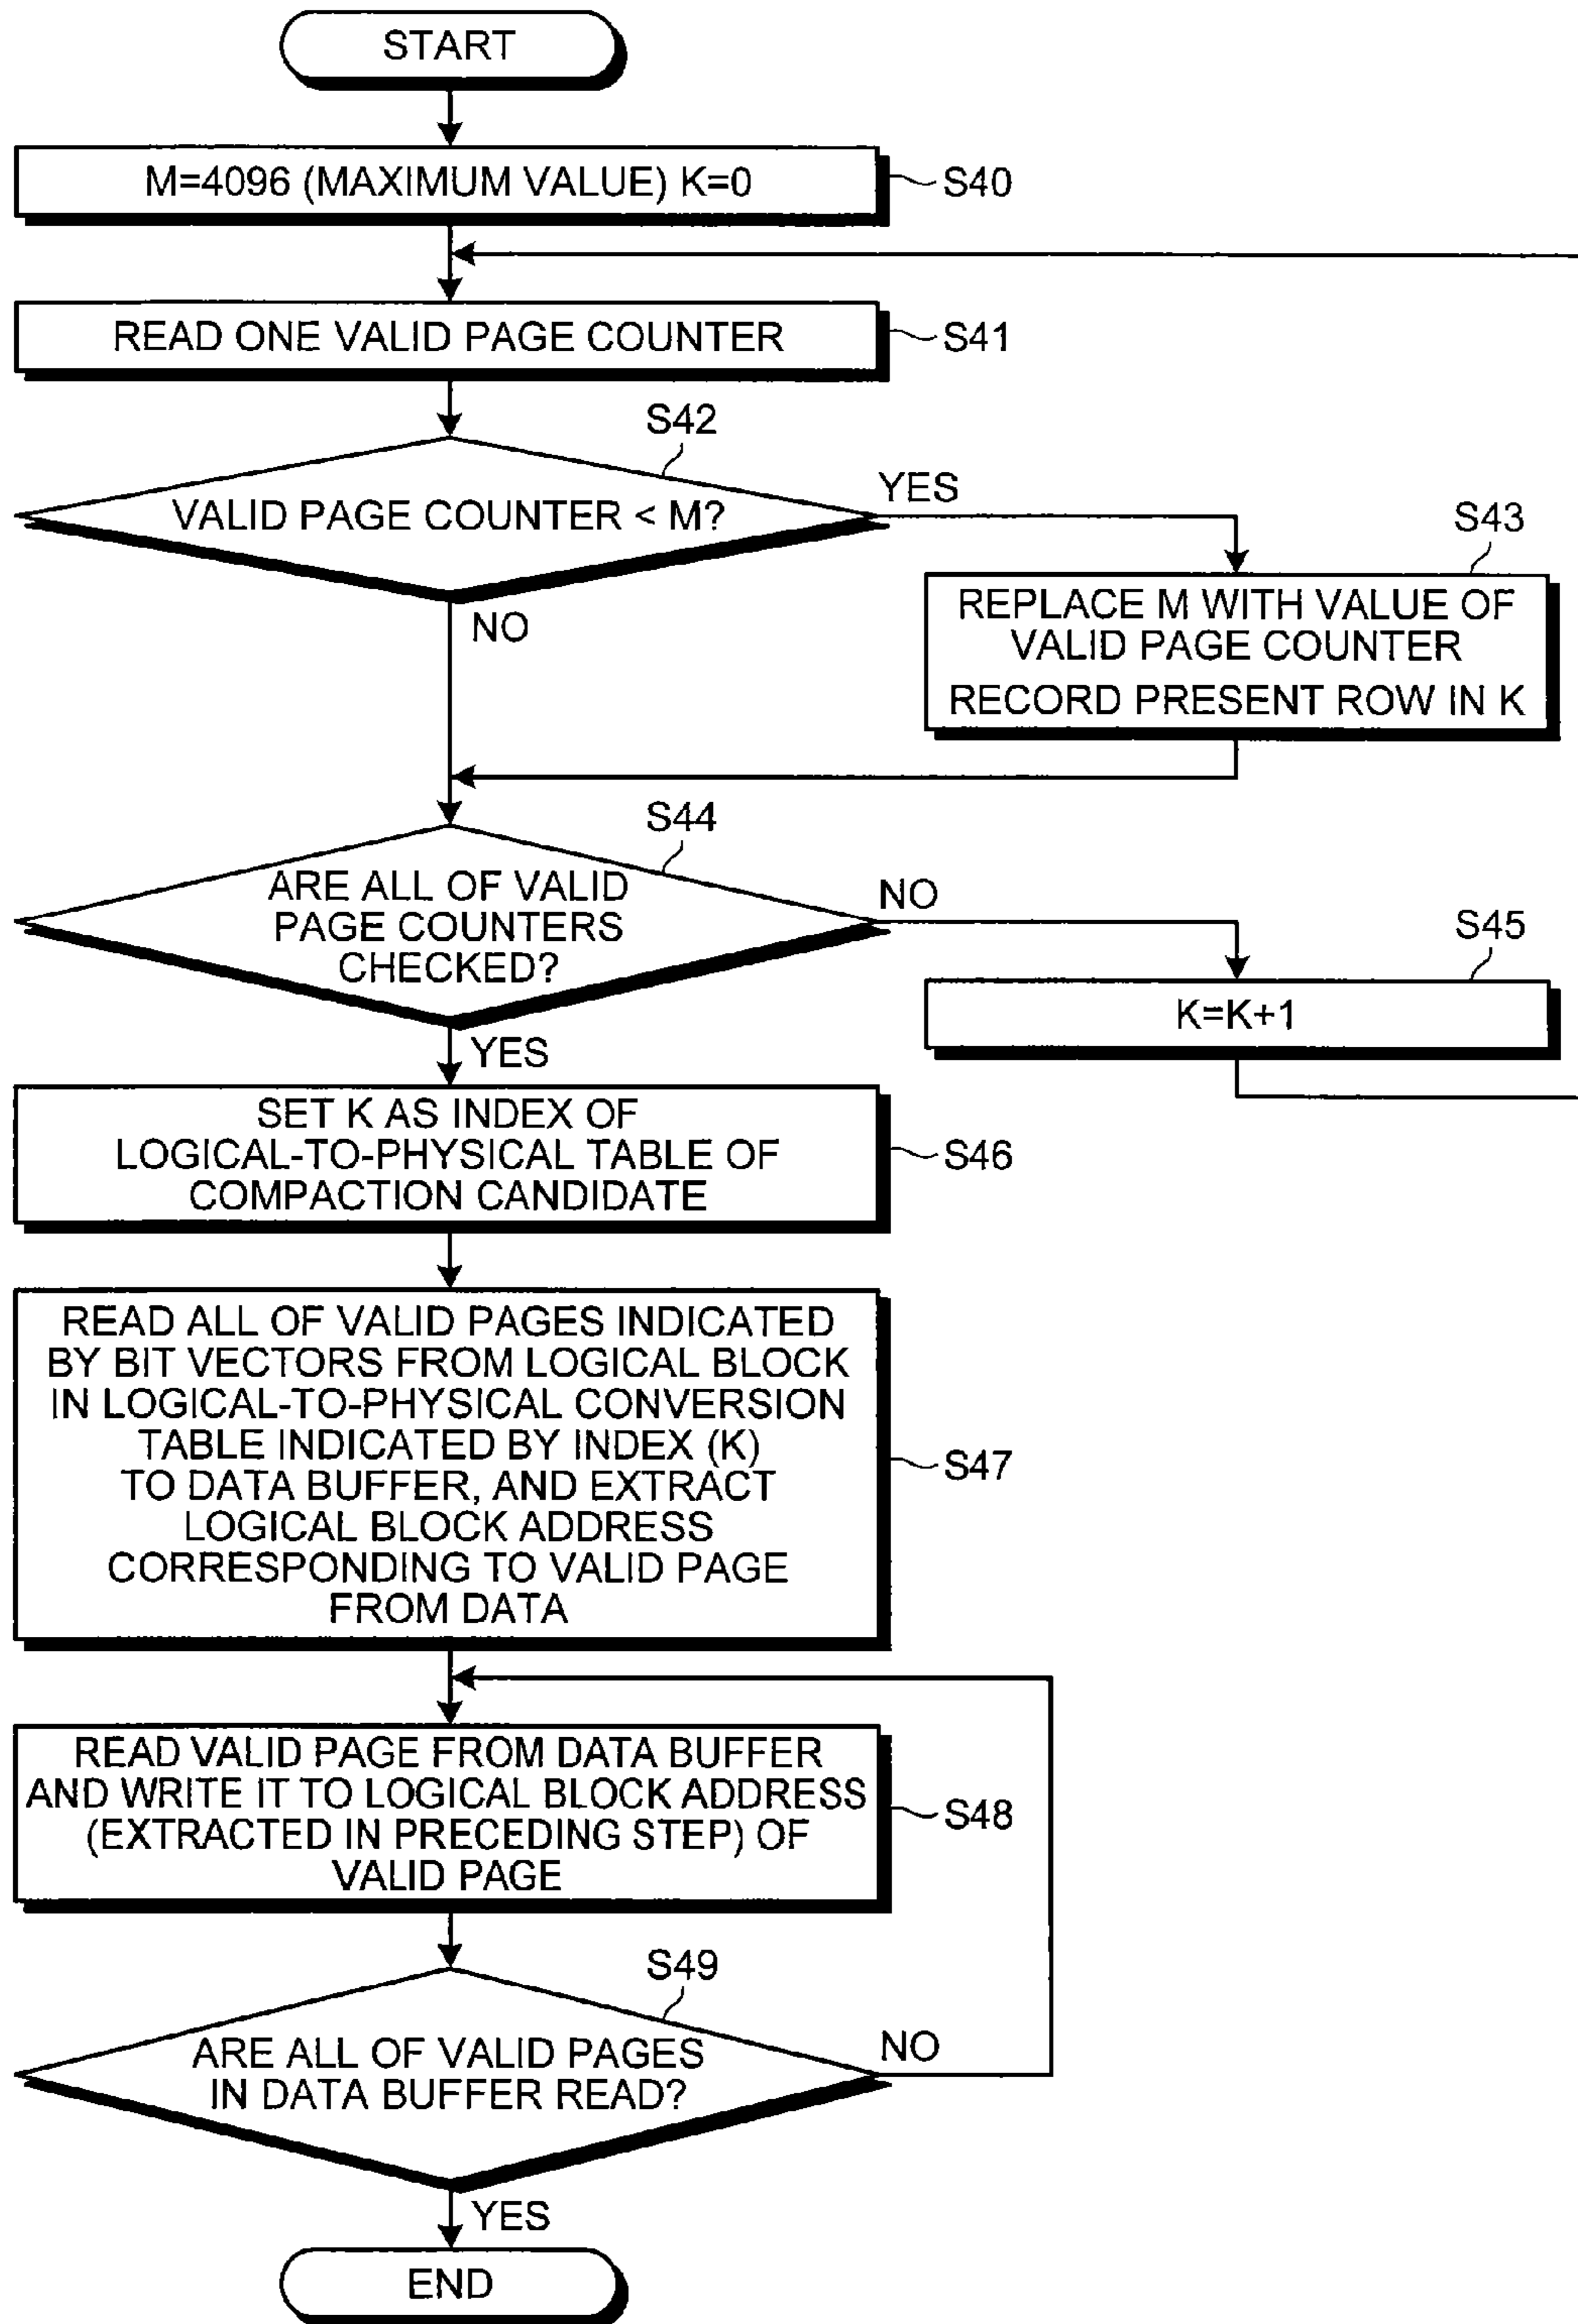 START
M=4096 (MAXIMUM VALUE) K=0
S40
READ ONE VALID PAGE COUNTER
S41
S42
VALID PAGE COUNTER < M?
YES
NO
S43
REPLACE M WITH VALUE OF
VALID PAGE COUNTER
RECORD PRESENT ROW IN K
S44
ARE ALL OF VALID
PAGE COUNTERS
CHECKED?
NO
YES
S45
K=K+1
SET K AS INDEX OF
LOGICAL-TO-PHYSICAL TABLE OF
COMPACTION CANDIDATE
S46
READ ALL OF VALID PAGES INDICATED
BY BIT VECTORS FROM LOGICAL BLOCK
IN LOGICAL-TO-PHYSICAL CONVERSION
TABLE INDICATED BY INDEX (K)
TO DATA BUFFER, AND EXTRACT
LOGICAL BLOCK ADDRESS
CORRESPONDING TO VALID PAGE
FROM DATA
S47
READ VALID PAGE FROM DATA BUFFER
AND WRITE IT TO LOGICAL BLOCK ADDRESS
(EXTRACTED IN PRECEDING STEP) OF
VALID PAGE
S48
S49
ARE ALL OF VALID PAGES
IN DATA BUFFER READ?
NO
YES
END